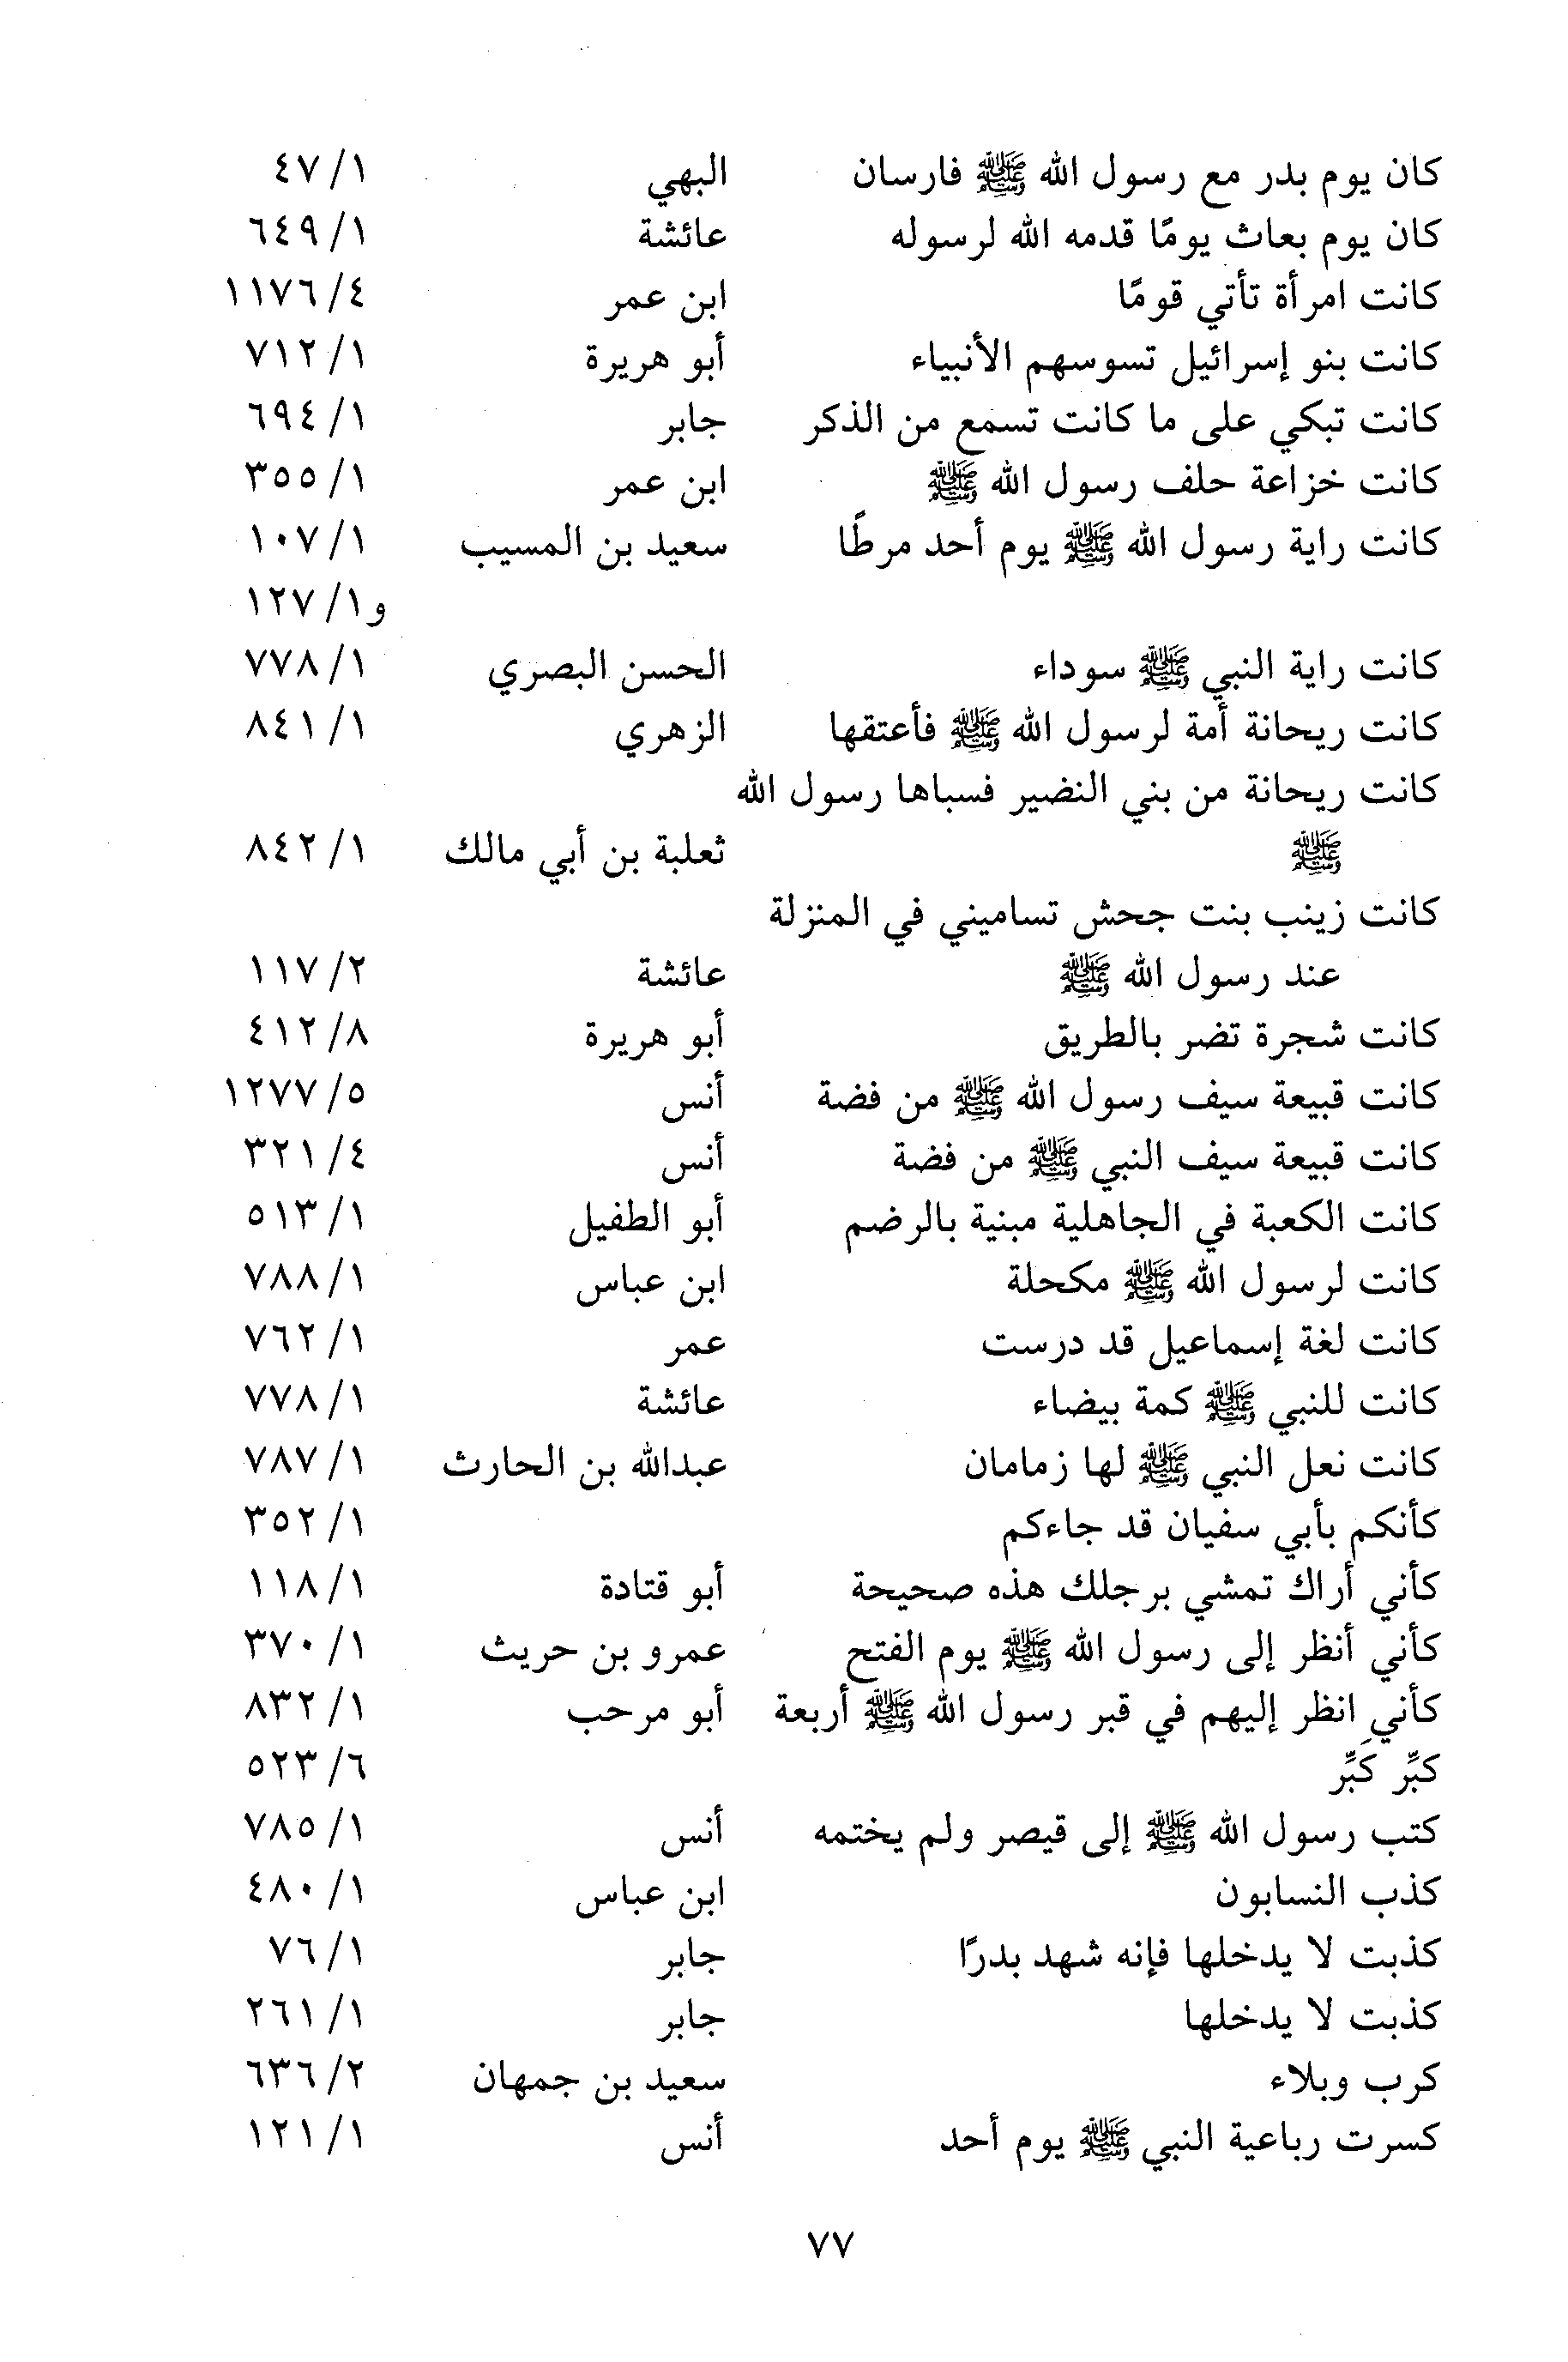 كان يوم بدر مع رسول الله ﷺ فارسان البهي ١/ ٤٧
كان يوم بعاث يومًا قدمه الله لرسوله عائشة ١/ ٦٤٩
كانت امرأة تأتي قومًا ابن عمر ٤/ ١١٧٦
كانت بنو إسرائيل تسوسهم الأنبياء أبو هريرة ١/ ٧١٢
كانت تبكي على ما كانت تسمع من الذكر جابر ١/ ٦٩٤
كانت خزاعة حلف رسول الله ﷺ ابن عمر ١/ ٣٥٥
كانت راية رسول الله ﷺ يوم أحد مرطًا سعيد بن المسيب ١/ ١٠٧
و١/ ١٢٧
كانت راية النبي ﷺ سوداء الحسن البصري ١/ ٧٧٨
كانت ريحانة أمة لرسول الله ﷺ فأعتقها الزهري ١/ ٨٤١
كانت ريحانة من بني النضير فسباها رسول الله
ﷺ ثعلبة بن أبي مالك ١/ ٨٤٢
كانت زينب بنت جحش تساميني في المنزلة
عند رسول الله ﷺ عائشة ٢/ ١١٧
كانت شجرة تضر بالطريق أبو هريرة ٨/ ٤١٢
كانت قبيعة سيف رسول الله ﷺ من فضة أنس ٥/ ١٢٧٧
كانت قبيعة سيف النبي ﷺ من فضة أنس ٤/ ٣٢١
كانت الكعبة في الجاهلية مبنية بالرضم أبو الطفيل ١/ ٥١٣
كانت لرسول الله ﷺ مكحلة ابن عباس ١/ ٧٨٨
كانت لغة إسماعيل قد درست عمر ١/ ٧٦٢
كانت للنبي ﷺ كمة بيضاء عائشة ١/ ٧٧٨
كانت نعل النبي ﷺ لها زمامان عبدالله بن الحارث ١/ ٧٨٧
كأنكم بأبي سفيان قد جاءكم ١/ ٣٥٢
كأني أراك تمشي برجلك هذه صحيحة أبو قتادة ١/ ١١٨
كأني أنظر إلى رسول الله ﷺ يوم الفتح عمرو بن حريث ١/ ٣٧٠
كأني انظر إليهم في قبر رسول الله ﷺ أربعة أبو مرحب ١/ ٨٣٢
كبِّر كَبِّر ٦/ ٥٢٣
كتب رسول الله ﷺ إلى قيصر ولم يختمه أنس ١/ ٧٨٥
كذب النسابون ابن عباس ١/ ٤٨٠
كذبت لا يدخلها فإنه شهد بدرًا جابر ١/ ٧٦
كذبت لا يدخلها جابر ١/ ٢٦١
كرب وبلاء سعيد بن جمهان ٢/ ٦٣٦
كسرت رباعية النبي ﷺ يوم أحد أنس ١/ ١٢١
٧٧